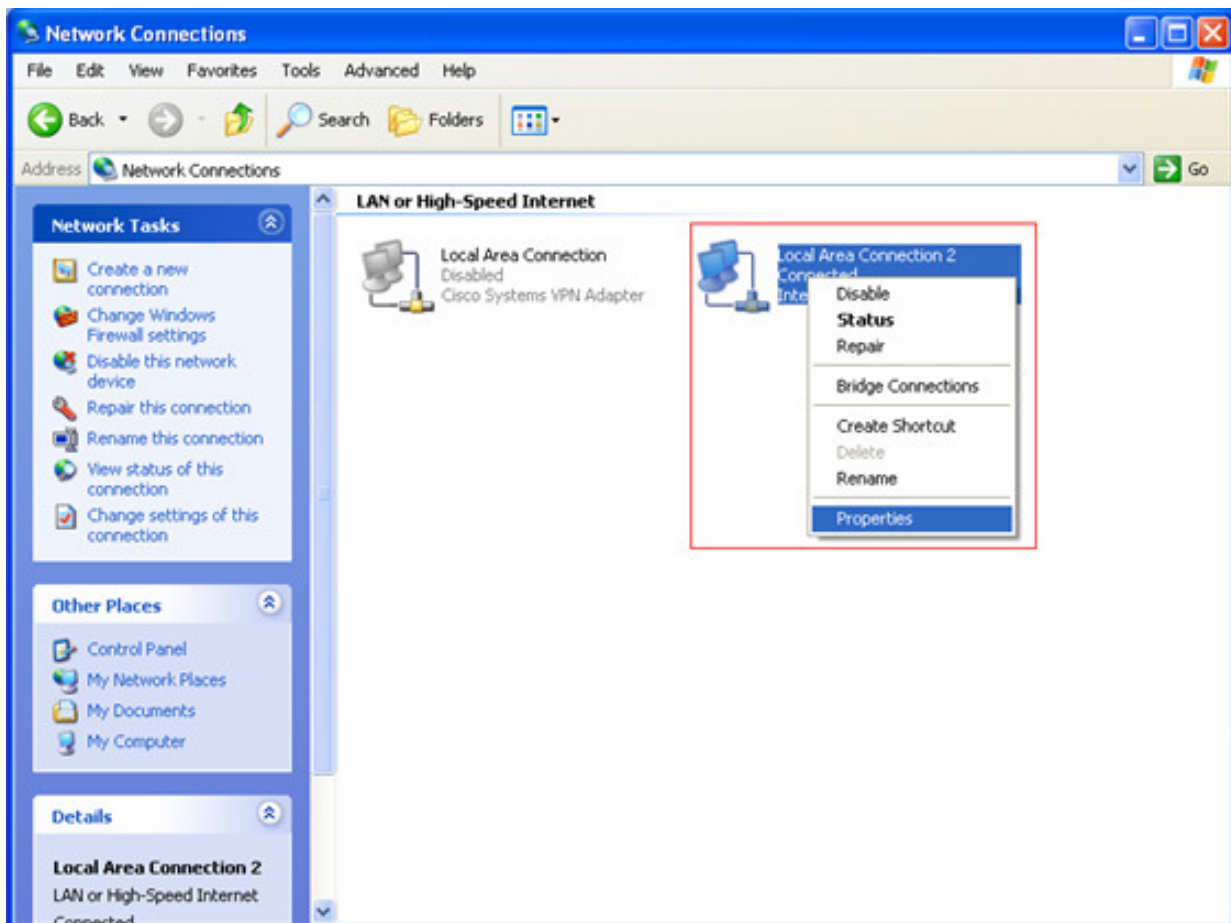 Network Connections
File Edit View Favorites Tools Advanced Help
Back Search Folders
Address Network Connections Go
Network Tasks
Create a new
connection
Change Windows
Firewall settings
Disable this network
device
Repair this connection
Rename this connection
View status of this
connection
Change settings of this
connection
Other Places
Control Panel
My Network Places
My Documents
My Computer
Details
Local Area Connection 2
LAN or High-Speed Internet
Connected
LAN or High-Speed Internet
Local Area Connection
Disabled
Cisco Systems VPN Adapter
Local Area Connection 2
Connected
Inte
Disable
Status
Repair
Bridge Connections
Create Shortcut
Delete
Rename
Properties